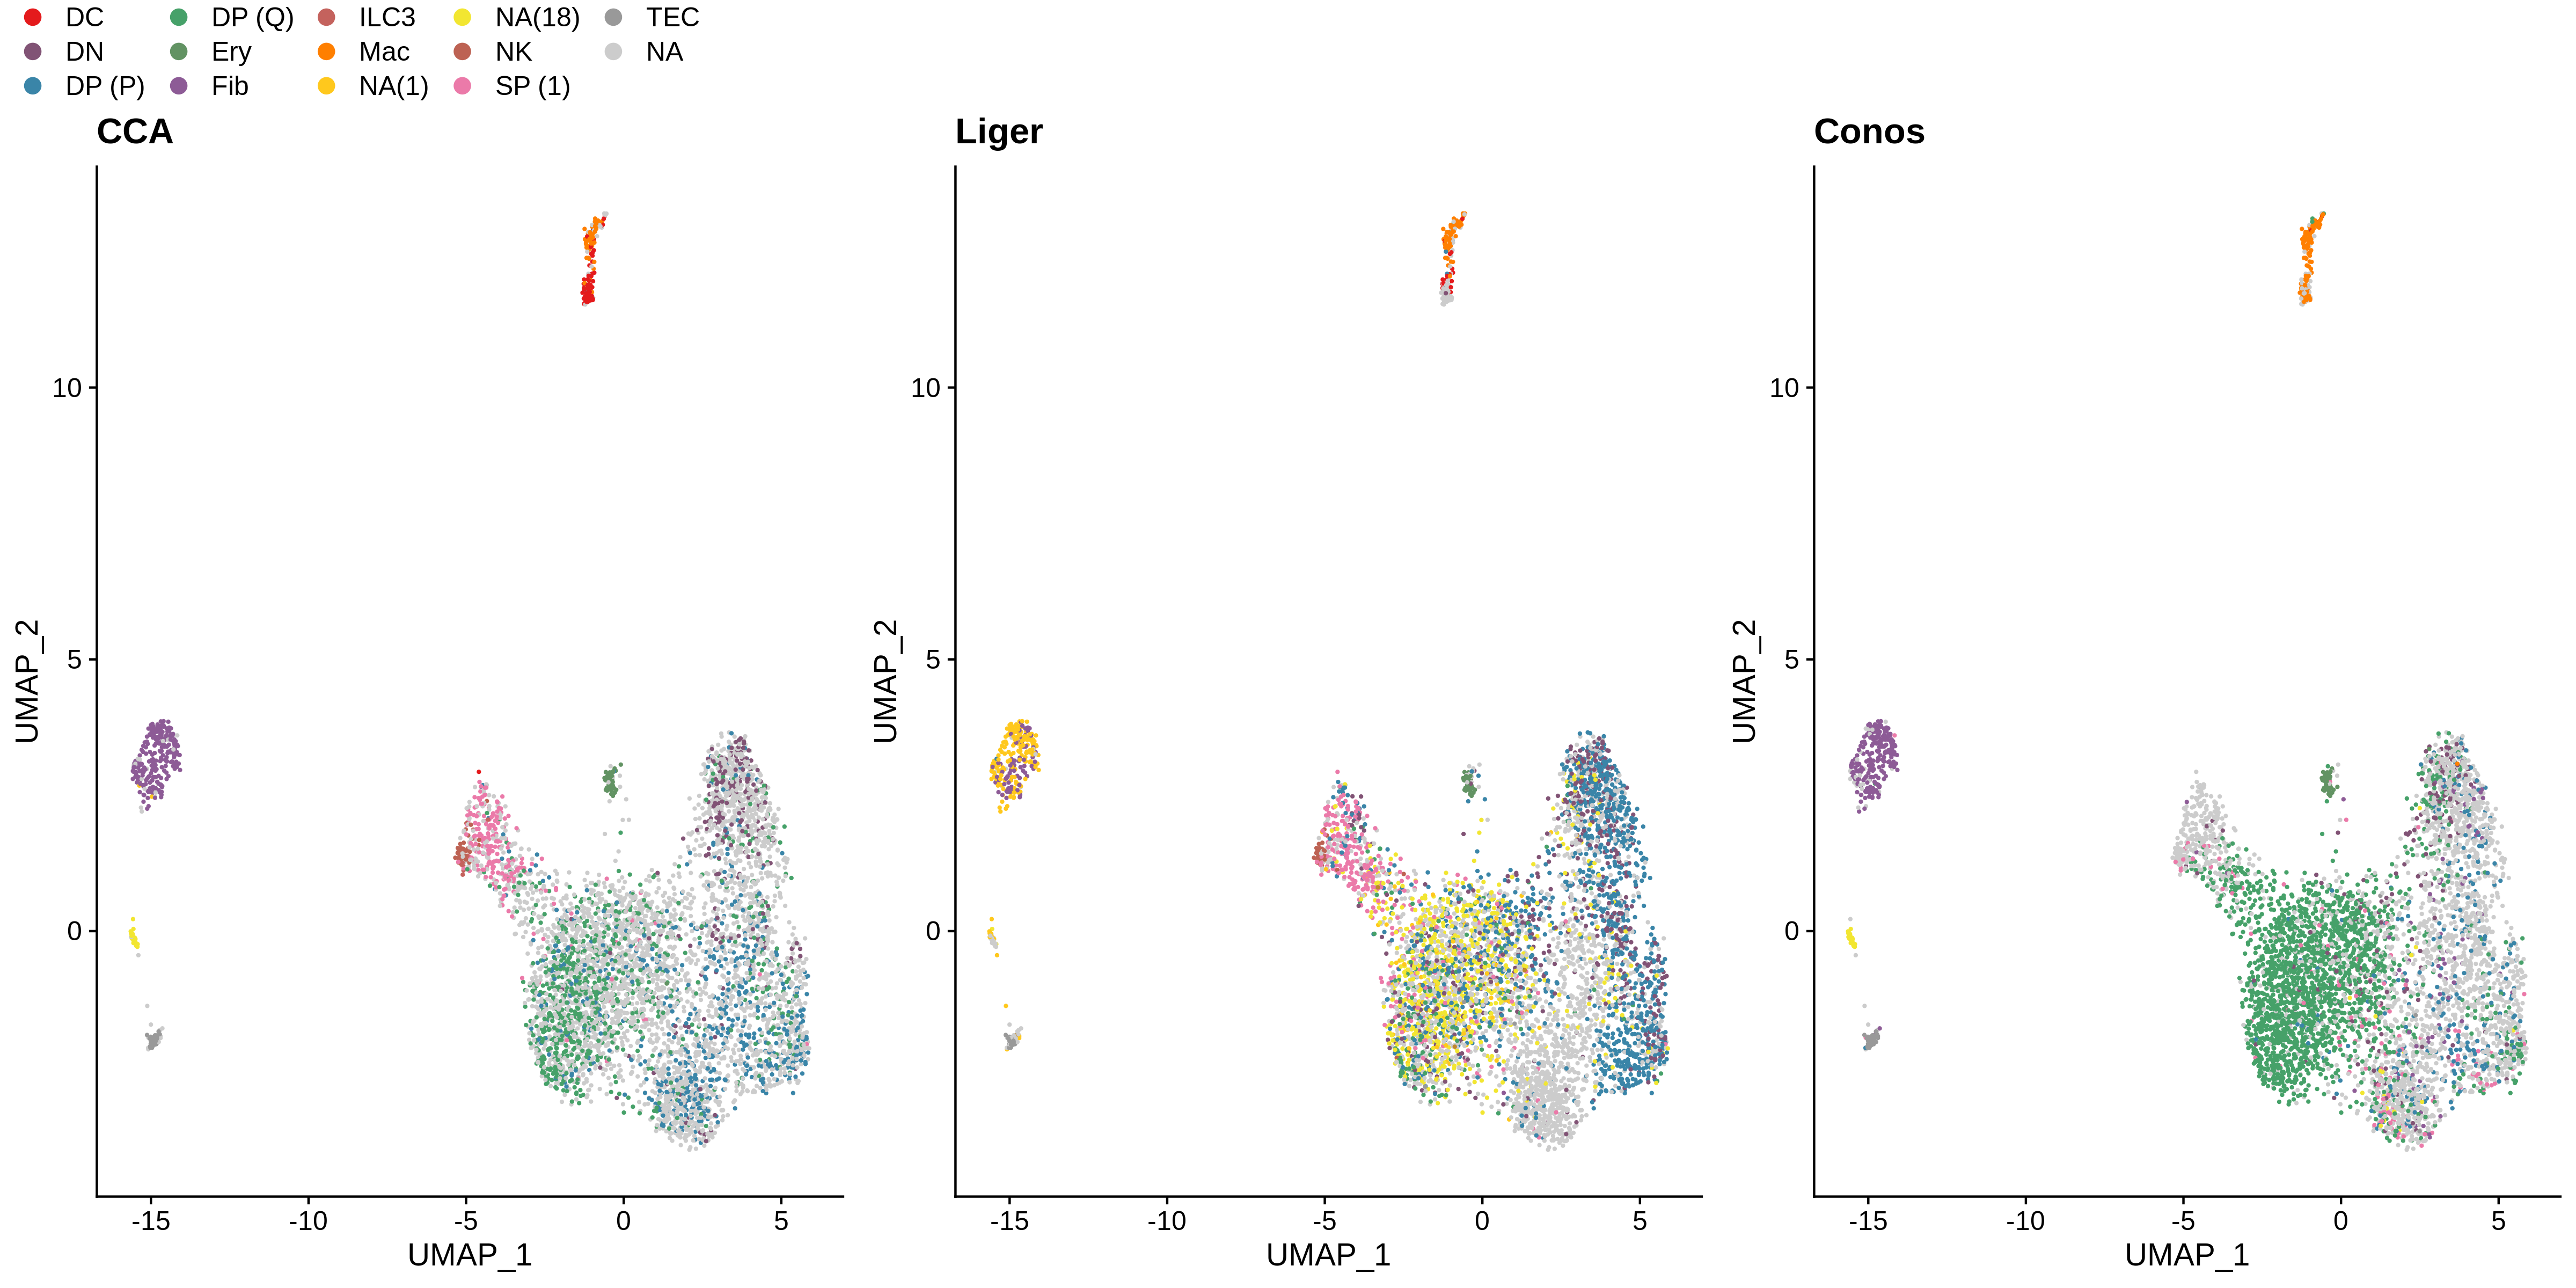 DC DP (Q) ILC3 NA(18) TEC
DN Ery Mac NK NA
DP (P) Fib NA(1) SP (1)
CCA Liger Conos
10 10 10
5 5 5
UMAP_2 UMAP_2 UMAP_2
0 0 0
-15 -10 -5 0 5 -15 -10 -5 0 5 -15 -10 -5 0 5
UMAP_1 UMAP_1 UMAP_1